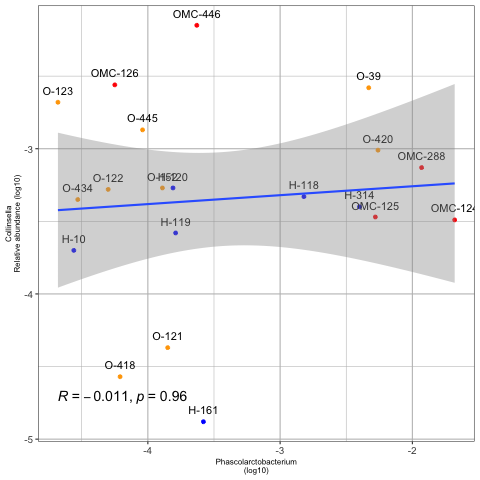 OMC-446
OMC-126
O-39
O-123
O-445
O-420
OMC-288
O-122
H-118
O-434
H-314
OMC-125
OMC-124
H-119
H-10
O-121
O-418
R = −0.011, p = 0.96
H-161
-3
-4
-5
-4
-3
-2
Collinsella
Relative abundance (log10)
Phascolarctobacterium
(log10)